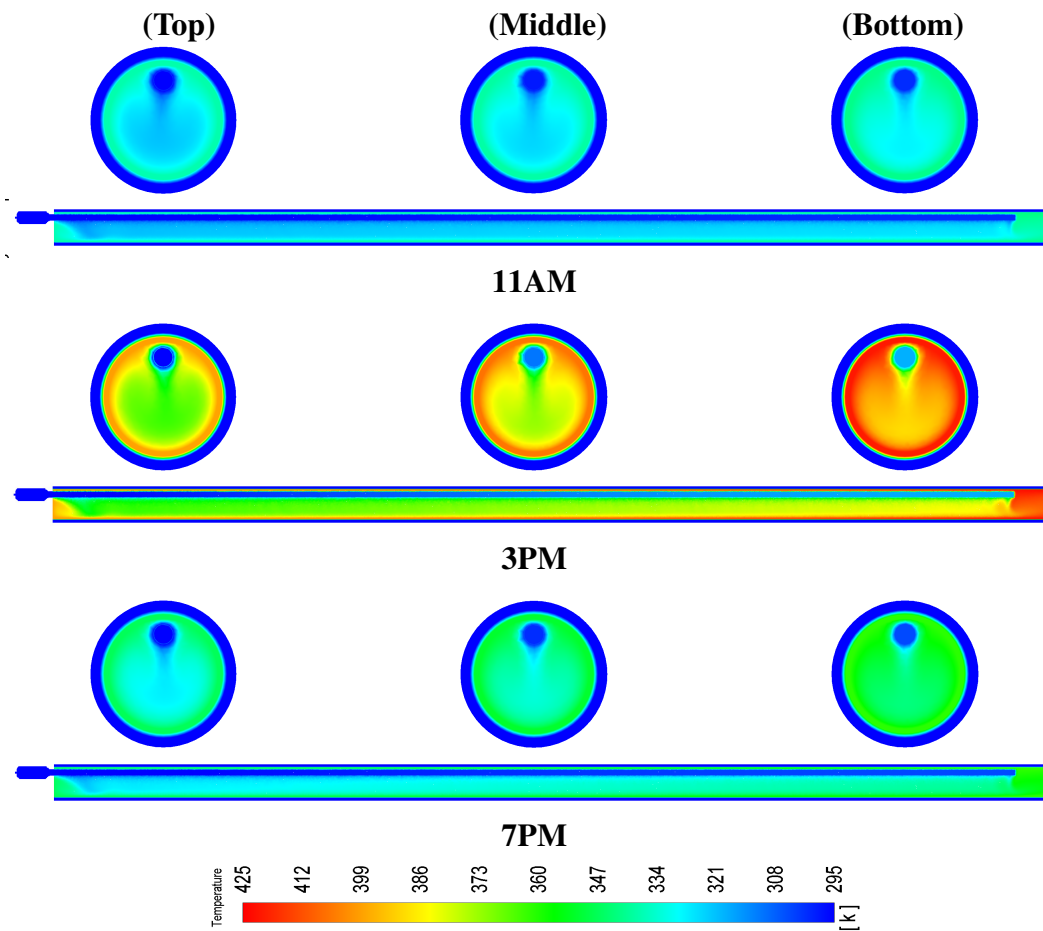 (Top) (Middle) (Bottom)
11AM
3PM
7PM
Temperature
425 412 399 386 373 360 347 334 321 308 295
[ k ]